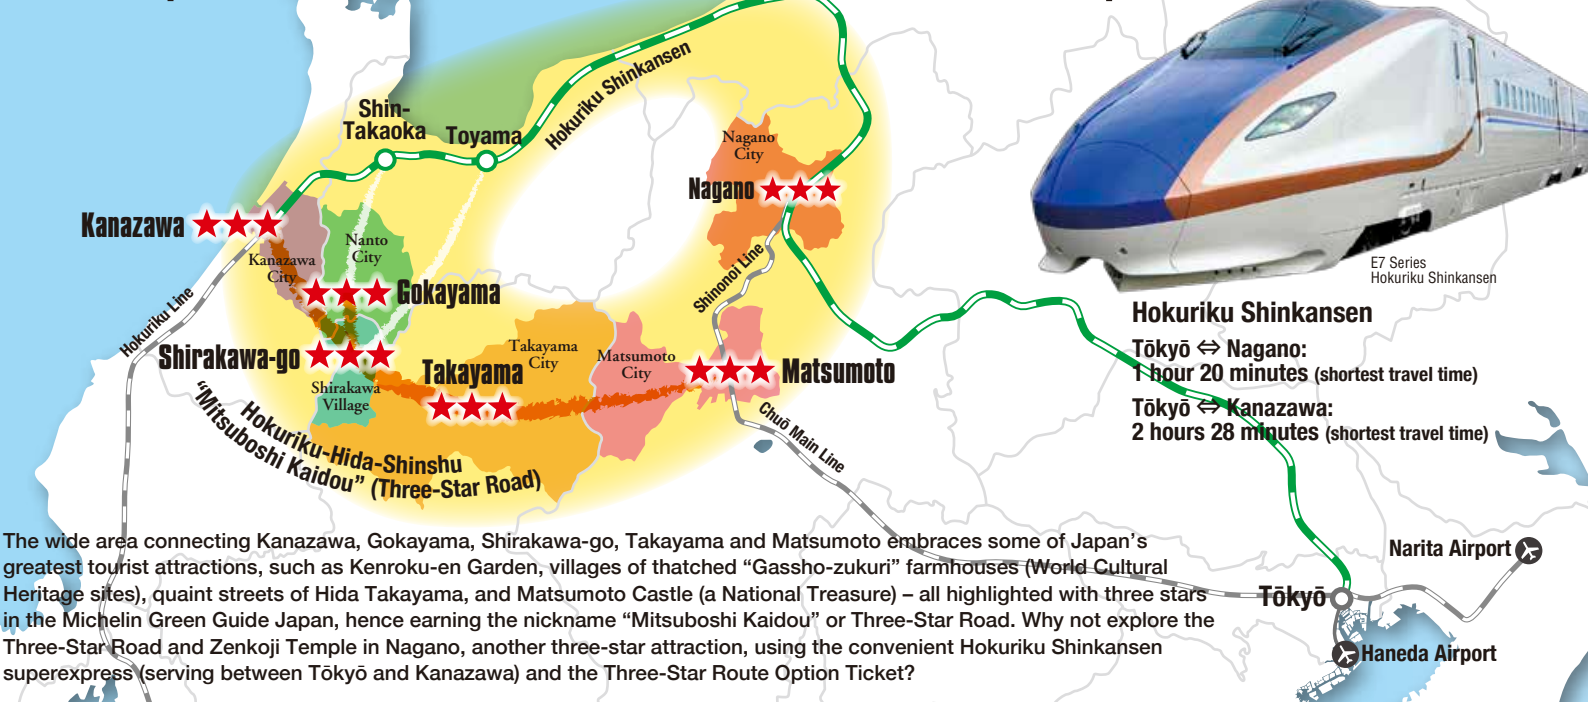 Shin-
Takaoka
Toyama
Hokuriku Shinkansen
Nagano
City
Nagano
Kanazawa
Kanazawa
City
Nanto
City
Gokayama
Shinonoi Line
Hokuriku Line
Shirakawa-go
Shirakawa
Village
Takayama
Takayama
City
Matsumoto
City
Matsumoto
Chuō Main Line
Hokuriku-Hida-Shinshu
“Mitsuboshi Kaidou” (Three-Star Road)
E7 Series
Hokuriku Shinkansen
Hokuriku Shinkansen
Tōkyō ⇔ Nagano:
1 hour 20 minutes (shortest travel time)
Tōkyō ⇔ Kanazawa:
2 hours 28 minutes (shortest travel time)
Narita Airport
Tōkyō
Haneda Airport
The wide area connecting Kanazawa, Gokayama, Shirakawa-go, Takayama and Matsumoto embraces some of Japan’s
greatest tourist attractions, such as Kenroku-en Garden, villages of thatched “Gassho-zukuri” farmhouses (World Cultural
Heritage sites), quaint streets of Hida Takayama, and Matsumoto Castle (a National Treasure) – all highlighted with three stars
in the Michelin Green Guide Japan, hence earning the nickname “Mitsuboshi Kaidou” or Three-Star Road. Why not explore the
Three-Star Road and Zenkoji Temple in Nagano, another three-star attraction, using the convenient Hokuriku Shinkansen
superexpress (serving between Tōkyō and Kanazawa) and the Three-Star Route Option Ticket?